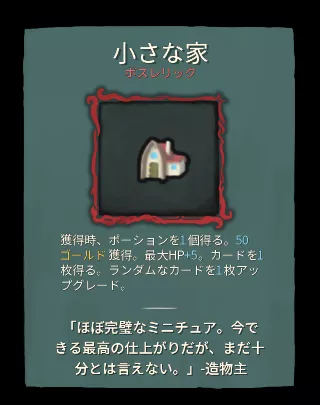 小さな家
ボスレリック
獲得時、ポーションを1個得る。50
ゴールド 獲得。最大HP+5。カードを1
枚得る。ランダムなカードを1枚アッ
プグレード。
「ほぼ完璧なミニチュア。今で
きる最高の仕上がりだが、まだ十
分とは言えない。」-造物主